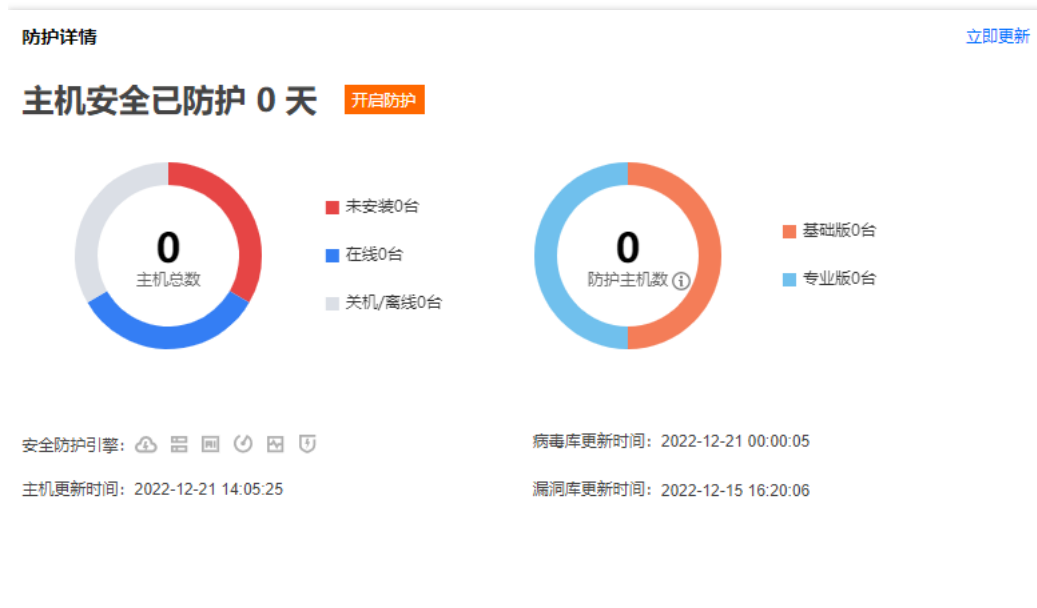 防护详情
立即更新
主机安全已防护 0 天
开启防护
0
主机总数
未安装0台
在线0台
关机/离线0台
0
防护主机数
基础版0台
专业版0台
安全防护引擎：
病毒库更新时间：2022-12-21 00:00:05
主机更新时间：2022-12-21 14:05:25
漏洞库更新时间：2022-12-15 16:20:06